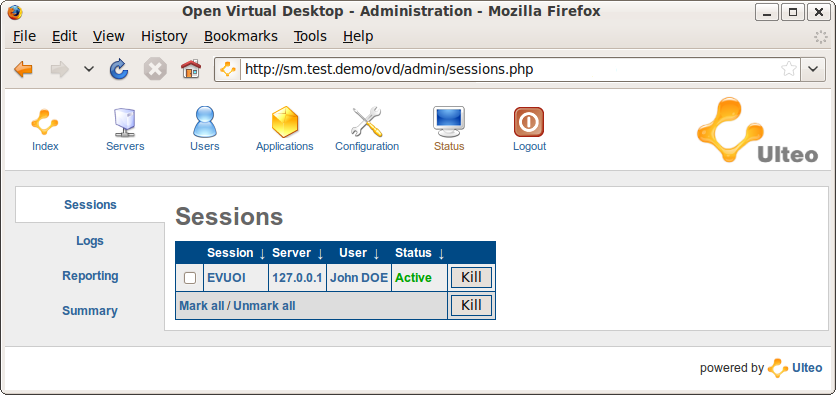 Open Virtual Desktop - Administration - Mozilla Firefox
File Edit View History Bookmarks Tools Help
http://sm.test.demo/ovd/admin/sessions.php
Index Servers Users Applications Configuration Status Logout
Ulteo
Sessions
Logs
Reporting
Summary
Sessions
Session ↓ Server ↓ User ↓ Status ↓
EVUOI 127.0.0.1 John DOE Active Kill
Mark all / Unmark all Kill
powered by Ulteo